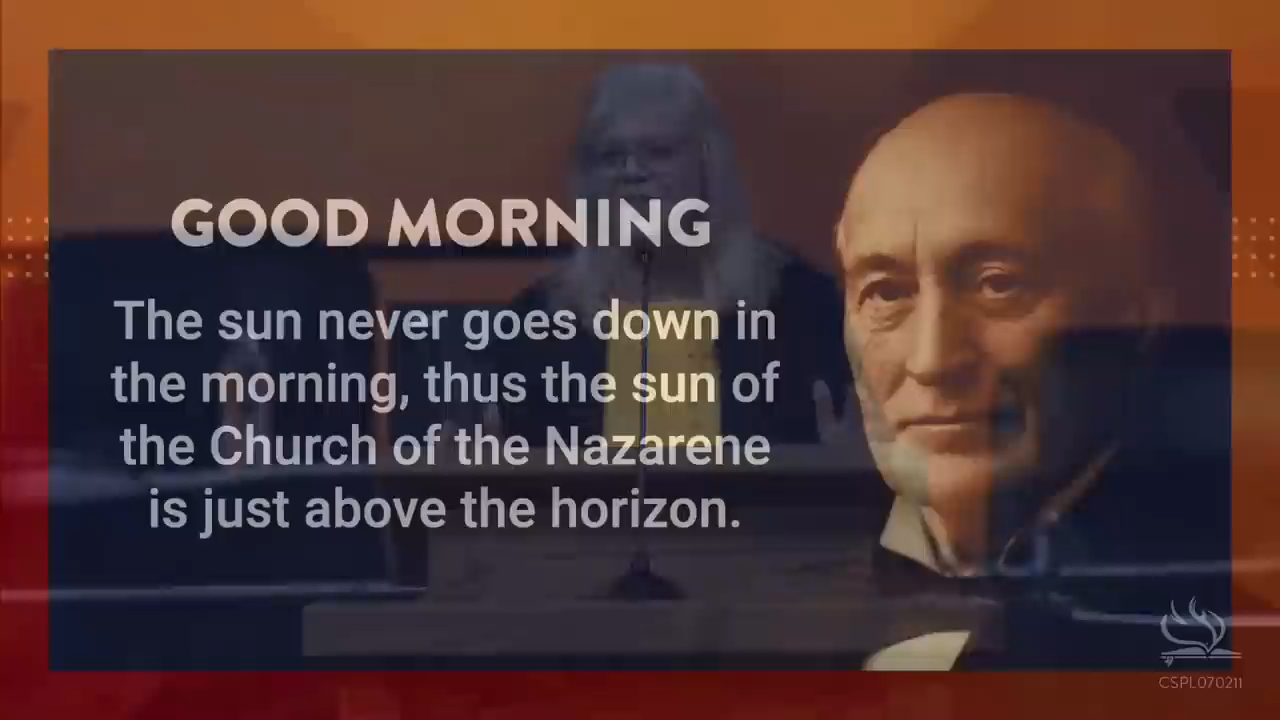 GOOD MORNING
The sun never goes down in
the morning, thus the sun of
the Church of the Nazarene
is just above the horizon.
CSPL070211